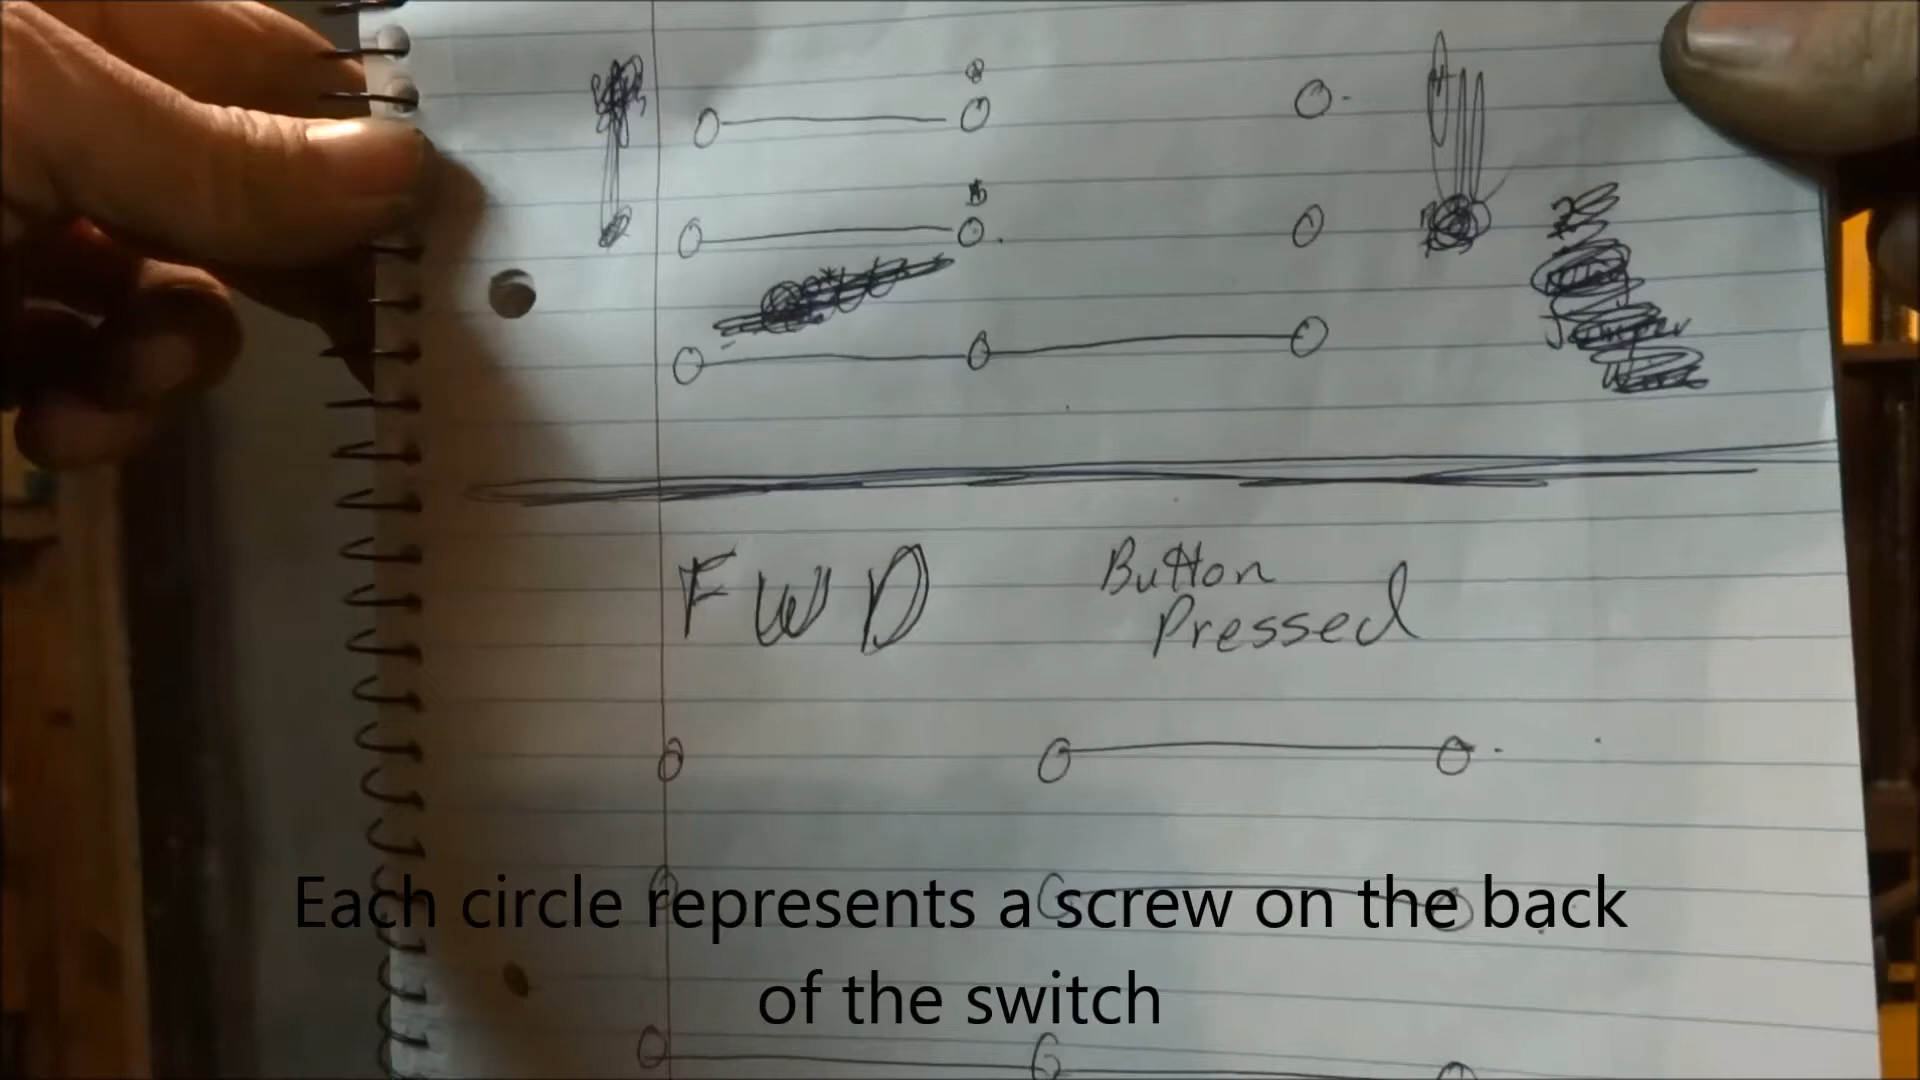 FWD Button
Pressed
Each circle represents a screw on the back
of the switch